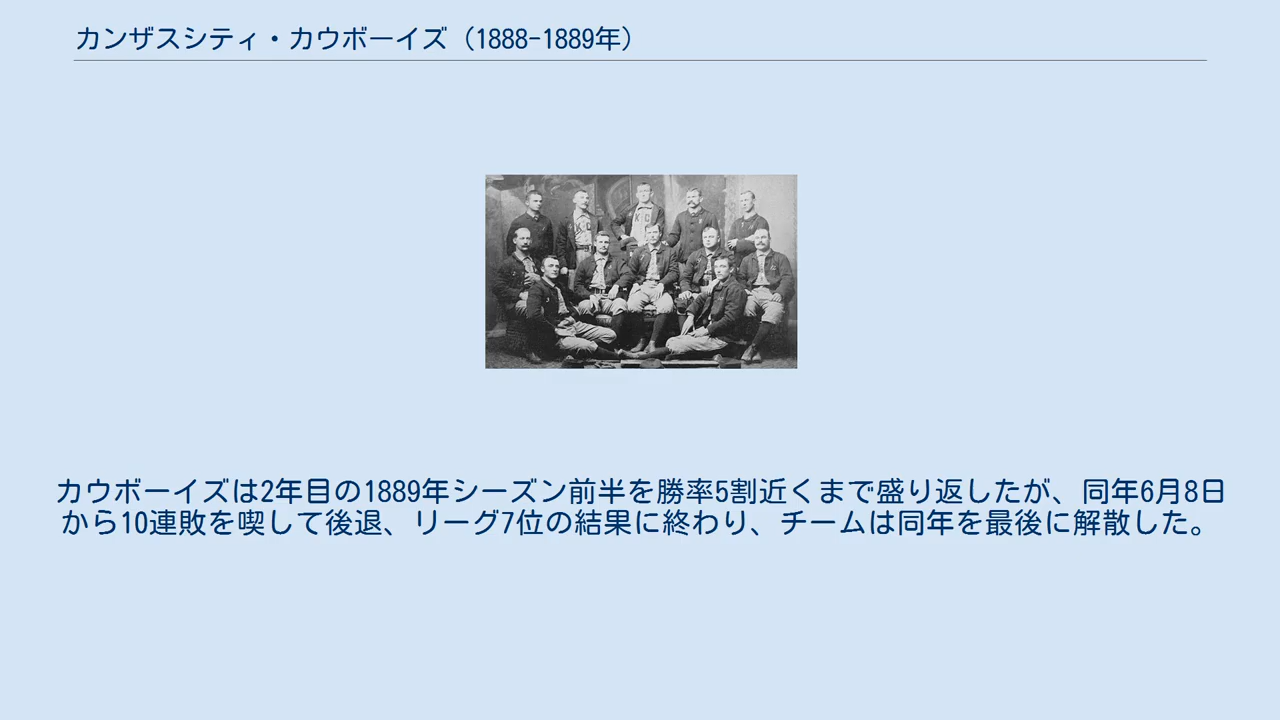 カンザスシティ・カウボーイズ（1888-1889年）
KC
KC
カウボーイズは2年目の1889年シーズン前半を勝率5割近くまで盛り返したが、同年6月8日
から10連敗を喫して後退、リーグ7位の結果に終わり、チームは同年を最後に解散した。